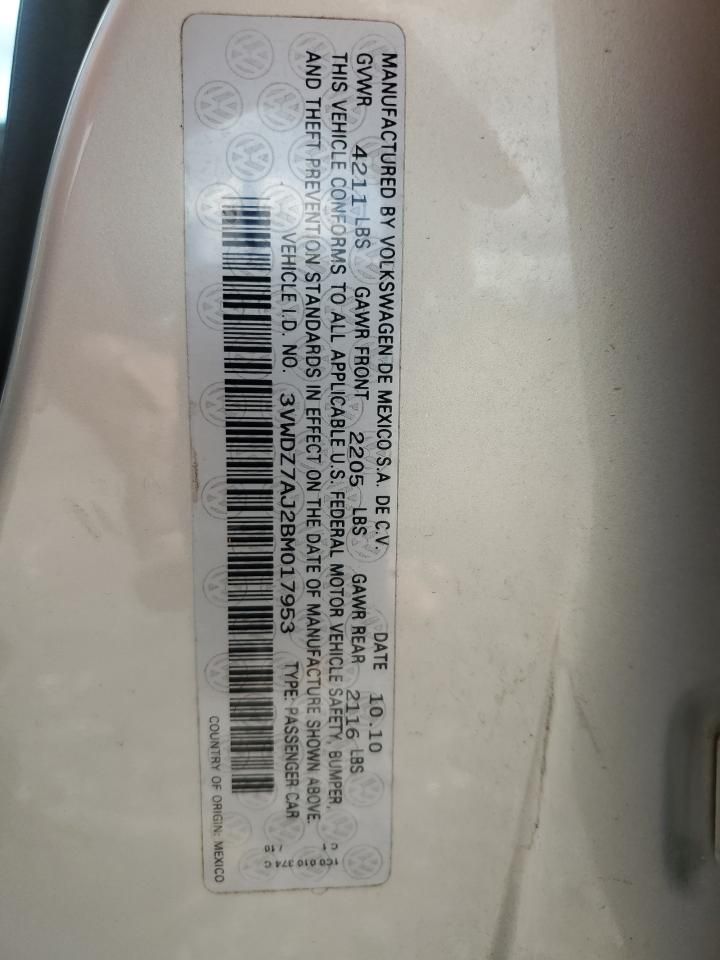 MANUFACTURED BY VOLKSWAGEN DE MEXICO S.A. DE C.V. DATE 10.10
GVWR 4211 LBS GAWR FRONT 2205 LBS GAWR REAR 2116 LBS
THIS VEHICLE CONFORMS TO ALL APPLICABLE U.S. FEDERAL MOTOR VEHICLE SAFETY, BUMPER,
AND THEFT PREVENTION STANDARDS IN EFFECT ON THE DATE OF MANUFACTURE SHOWN ABOVE.
VEHICLE I.D. NO. 3VWDZ7AJ2BM017953 TYPE: PASSENGER CAR
COUNTRY OF ORIGIN: MEXICO
1C0 010 374 C